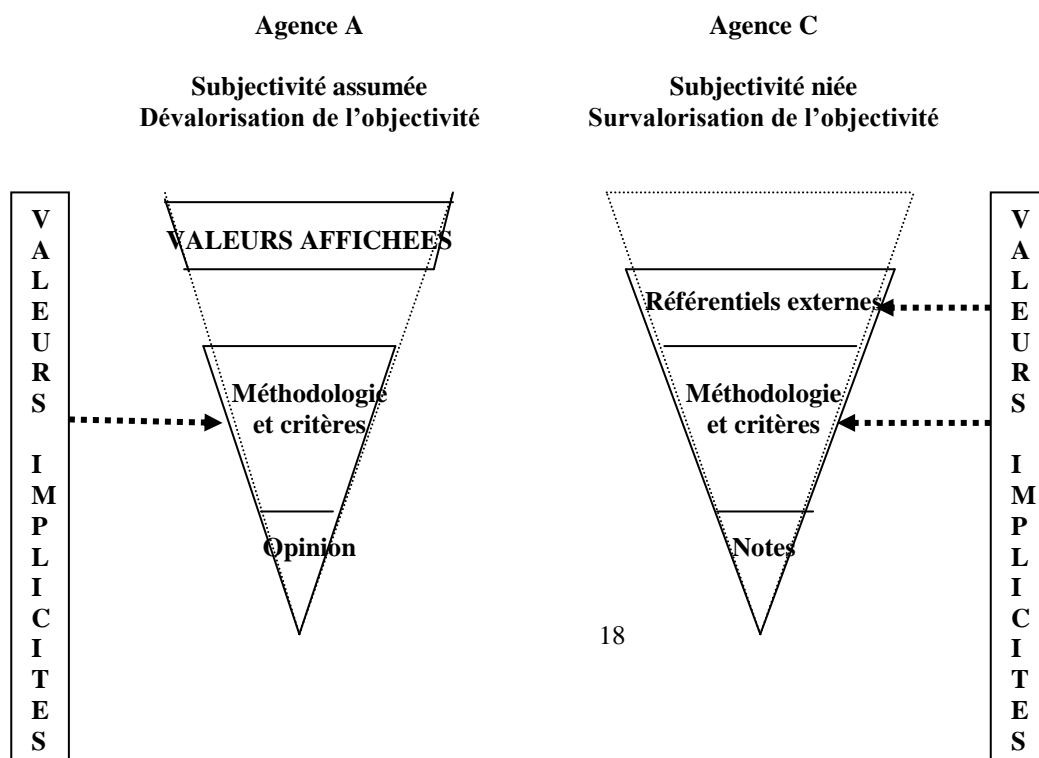 Agence A
Agence C
Subjectivité assumée
Dévalorisation de l'objectivité
Subjectivité niée
Survalorisation de l'objectivité
VALEURS IMPLICITES
VALEURS AFFICHEES
Méthodologie
et critères
Opinion
Référentiels externes
Méthodologie
et critères
Notes
VALEURS IMPLICITES
18